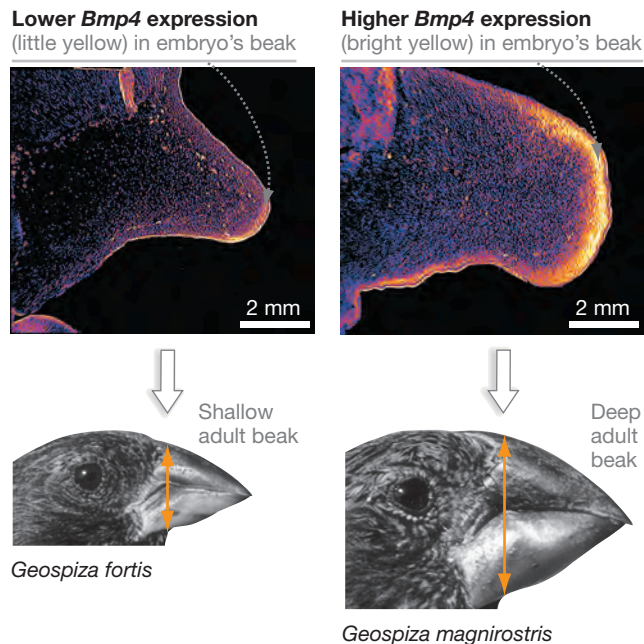 Lower Bmp4 expression
(little yellow) in embryo's beak
Higher Bmp4 expression
(bright yellow) in embryo's beak
2 mm
2 mm
Shallow
adult beak
Deep
adult
beak
Geospiza fortis
Geospiza magnirostris